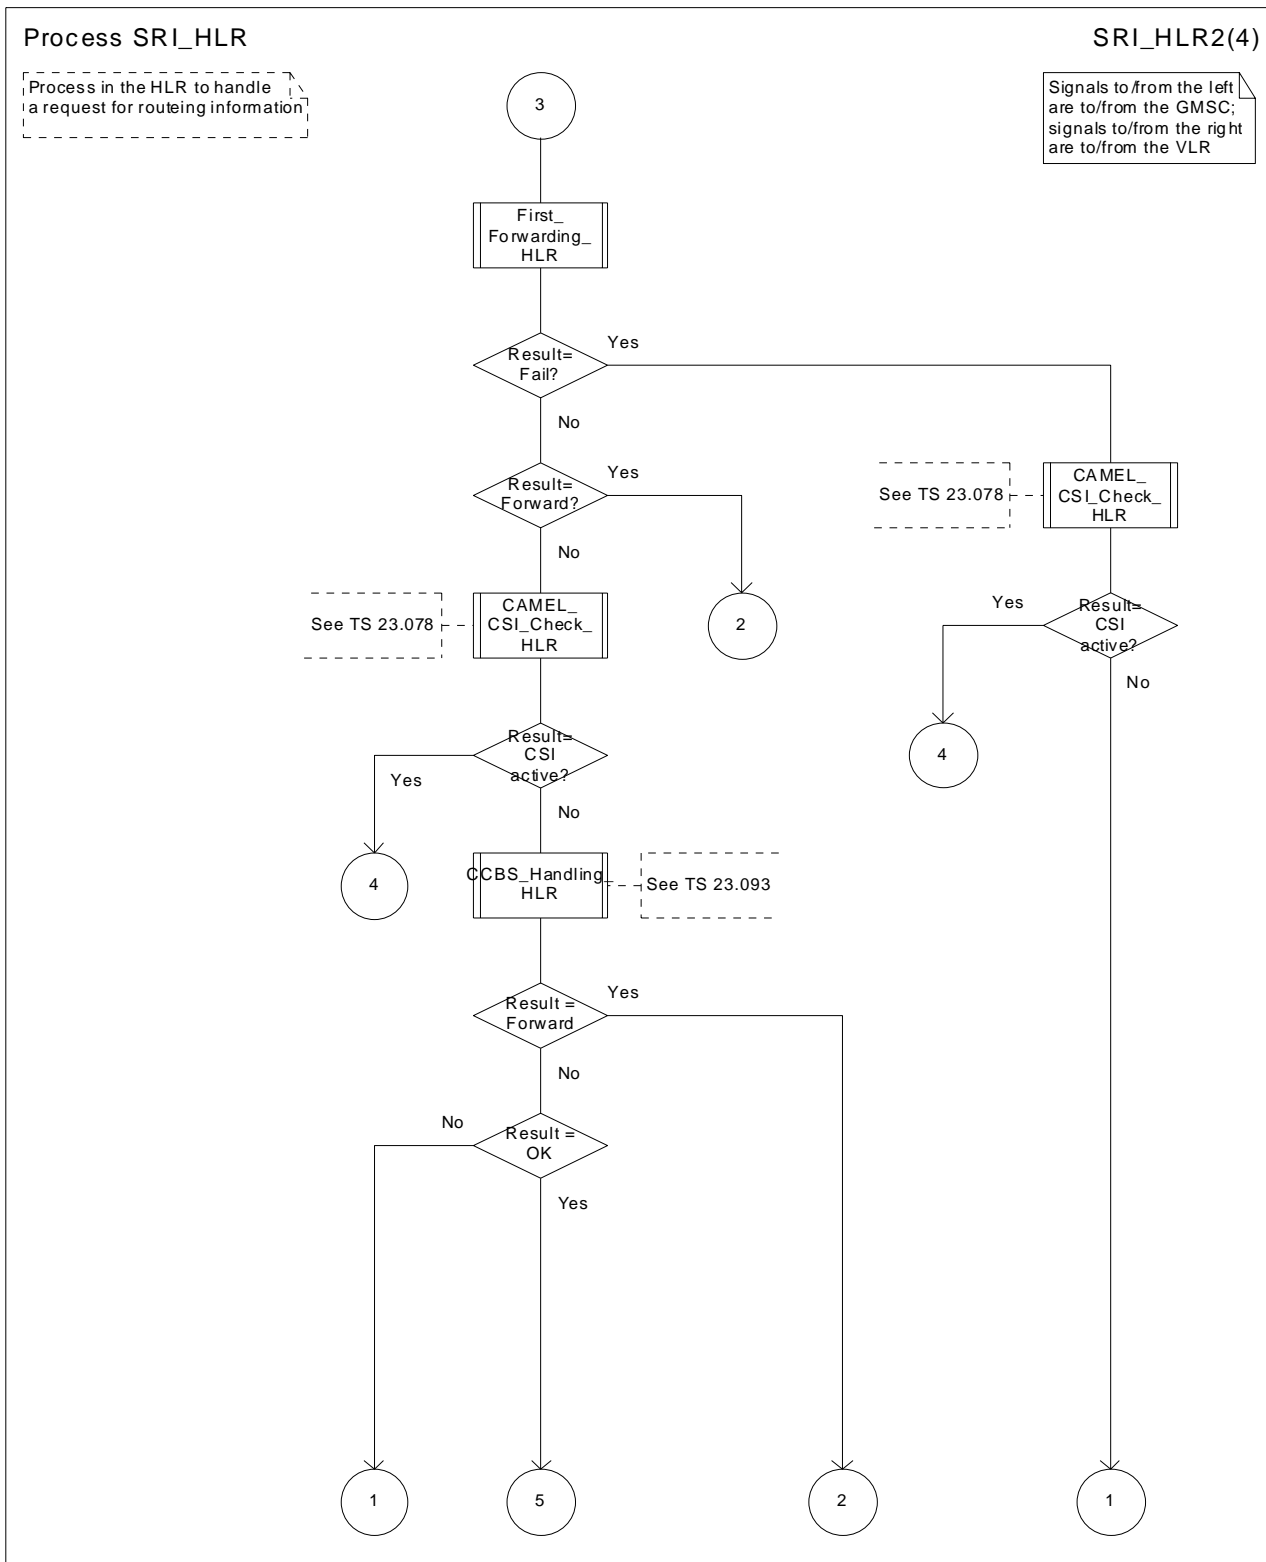 Process SRI_HLR
SRI_HLR2(4)
Process in the HLR to handle
a request for routeing information
3
Signals to/from the left
are to/from the GMSC;
signals to/from the right
are to/from the VLR
First_
Forwarding_
HLR
Result=
Fail?
Yes
No
Result=
Forward?
Yes
No
See TS 23.078
CAMEL_
CSI_Check_
HLR
See TS 23.078
CAMEL_
CSI_Check_
HLR
2
Yes
Result=
CSI
active?
No
4
Result=
CSI
active?
Yes
No
4
CCBS_Handling_
HLR
See TS 23.093
Result =
Forward
Yes
No
No
Result =
OK
Yes
1
5
2
1